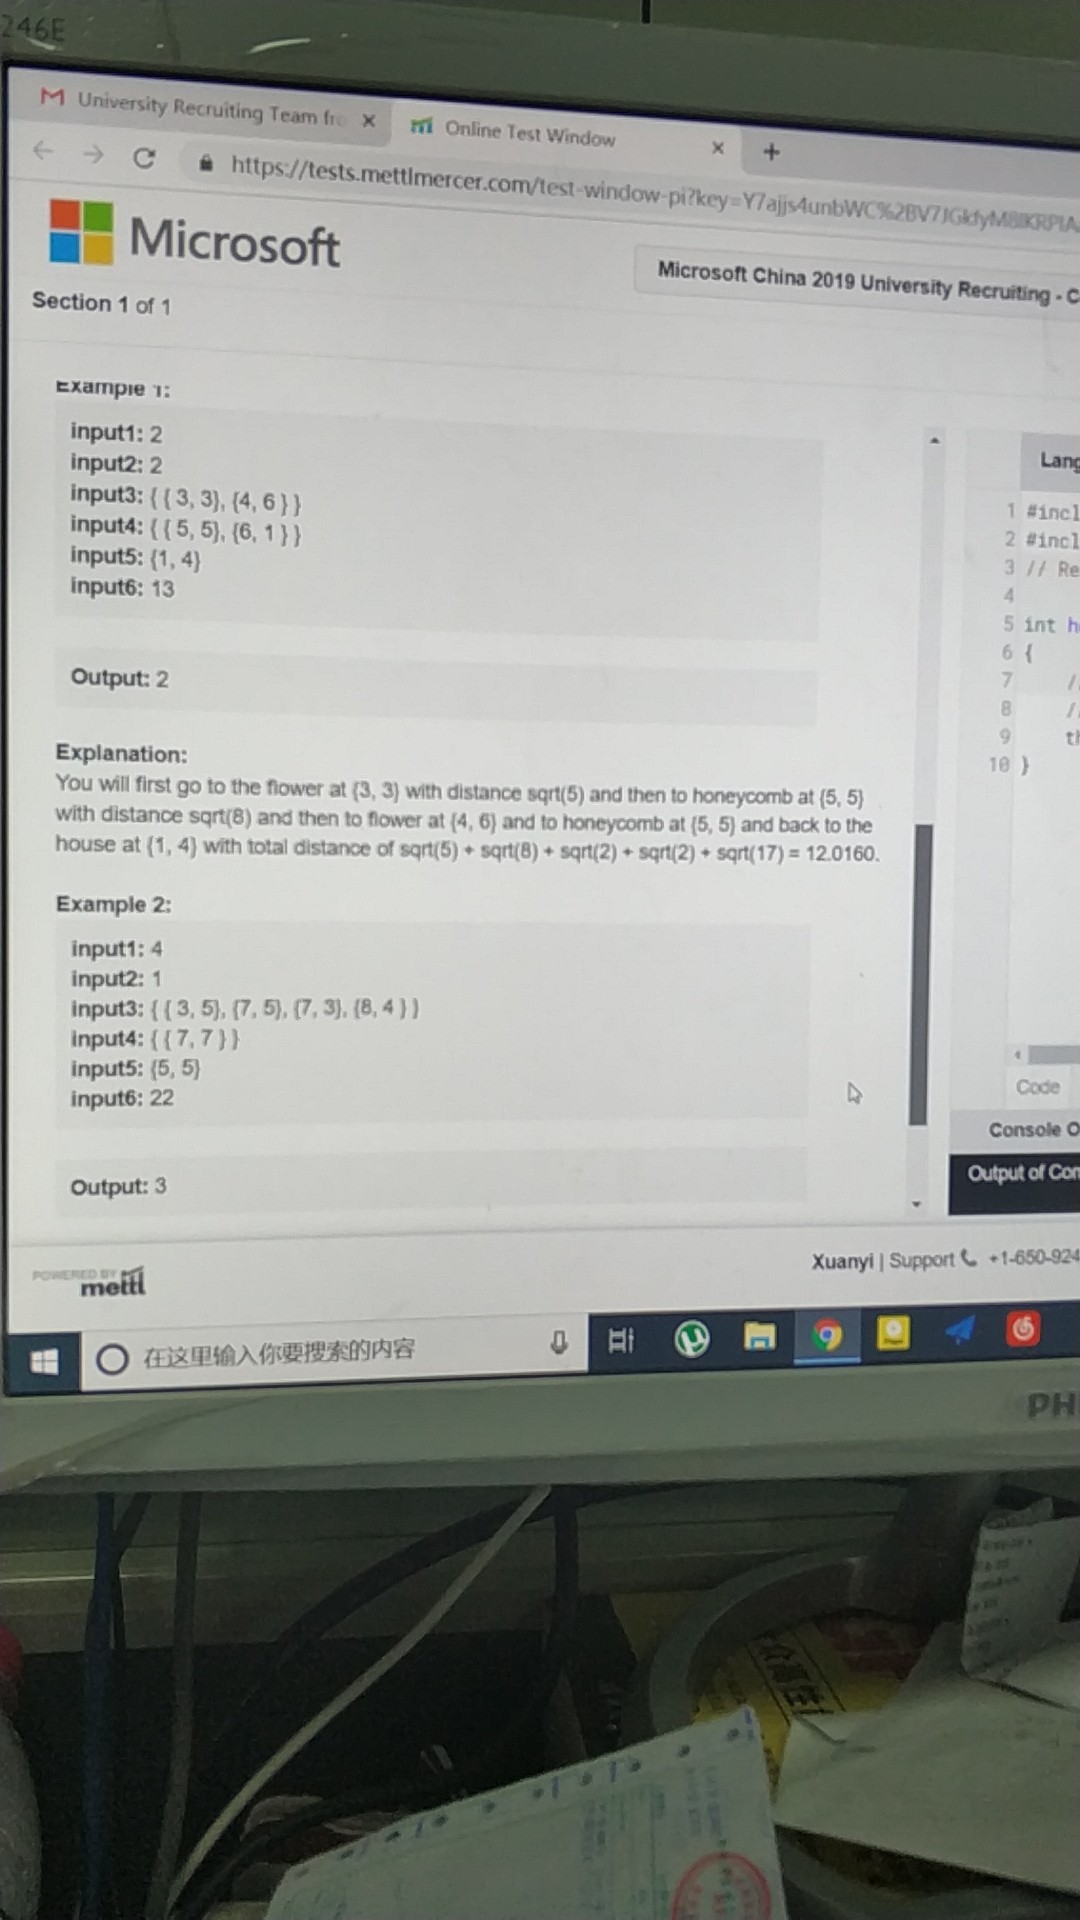 246E
University Recruiting Team fro
Online Test Window
https://tests.mettlmercer.com/test-window-pi?key=Y7ajjs4unbWC%2BV7JGkfyM8IKRPIA
Microsoft
Microsoft China 2019 University Recruiting - C
Section 1 of 1
Example 1:
input1: 2
input2: 2
input3: { { 3, 3}, {4, 6 } }
input4: { { 5, 5}, {6, 1 } }
input5: {1, 4}
input6: 13
Output: 2
Explanation:
You will first go to the flower at {3, 3} with distance sqrt(5) and then to honeycomb at {5, 5}
with distance sqrt(8) and then to flower at {4, 6} and to honeycomb at {5, 5} and back to the
house at {1, 4} with total distance of sqrt(5) + sqrt(8) + sqrt(2) + sqrt(2) + sqrt(17) = 12.0160.
Example 2:
input1: 4
input2: 1
input3: { { 3, 5}, {7, 5}, {7, 3}, {8, 4 } }
input4: { { 7, 7 } }
input5: {5, 5}
input6: 22
Output: 3
Lang
1 #incl
2 #incl
3 // Re
4
5 int h
6 {
7 /
8 /
9 th
10 }
Code
Console O
Output of Con
POWERED BY
mettl
Xuanyi | Support +1-650-924
在这里输入你要搜索的内容
PH